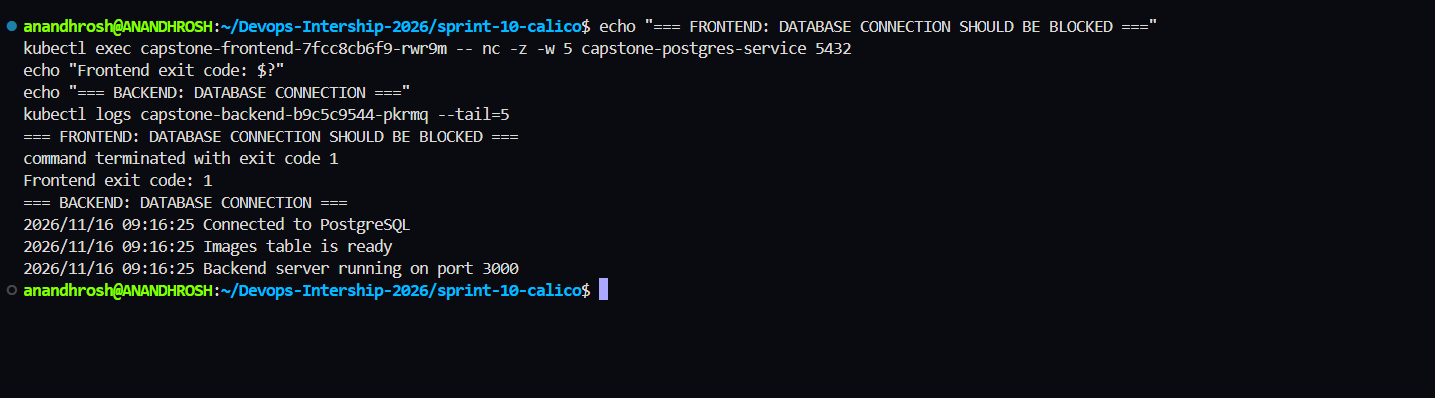 anandhrosh@ANANDHROSH:~/Devops-Intership-2026/sprint-10-calico$ echo "=== FRONTEND: DATABASE CONNECTION SHOULD BE BLOCKED ==="
kubectl exec capstone-frontend-7fcc8cb6f9-rwr9m -- nc -z -w 5 capstone-postgres-service 5432
echo "Frontend exit code: $?"
echo "=== BACKEND: DATABASE CONNECTION ==="
kubectl logs capstone-backend-b9c5c9544-pkrmq --tail=5
=== FRONTEND: DATABASE CONNECTION SHOULD BE BLOCKED ===
command terminated with exit code 1
Frontend exit code: 1
=== BACKEND: DATABASE CONNECTION ===
2026/11/16 09:16:25 Connected to PostgreSQL
2026/11/16 09:16:25 Images table is ready
2026/11/16 09:16:25 Backend server running on port 3000
anandhrosh@ANANDHROSH:~/Devops-Intership-2026/sprint-10-calico$